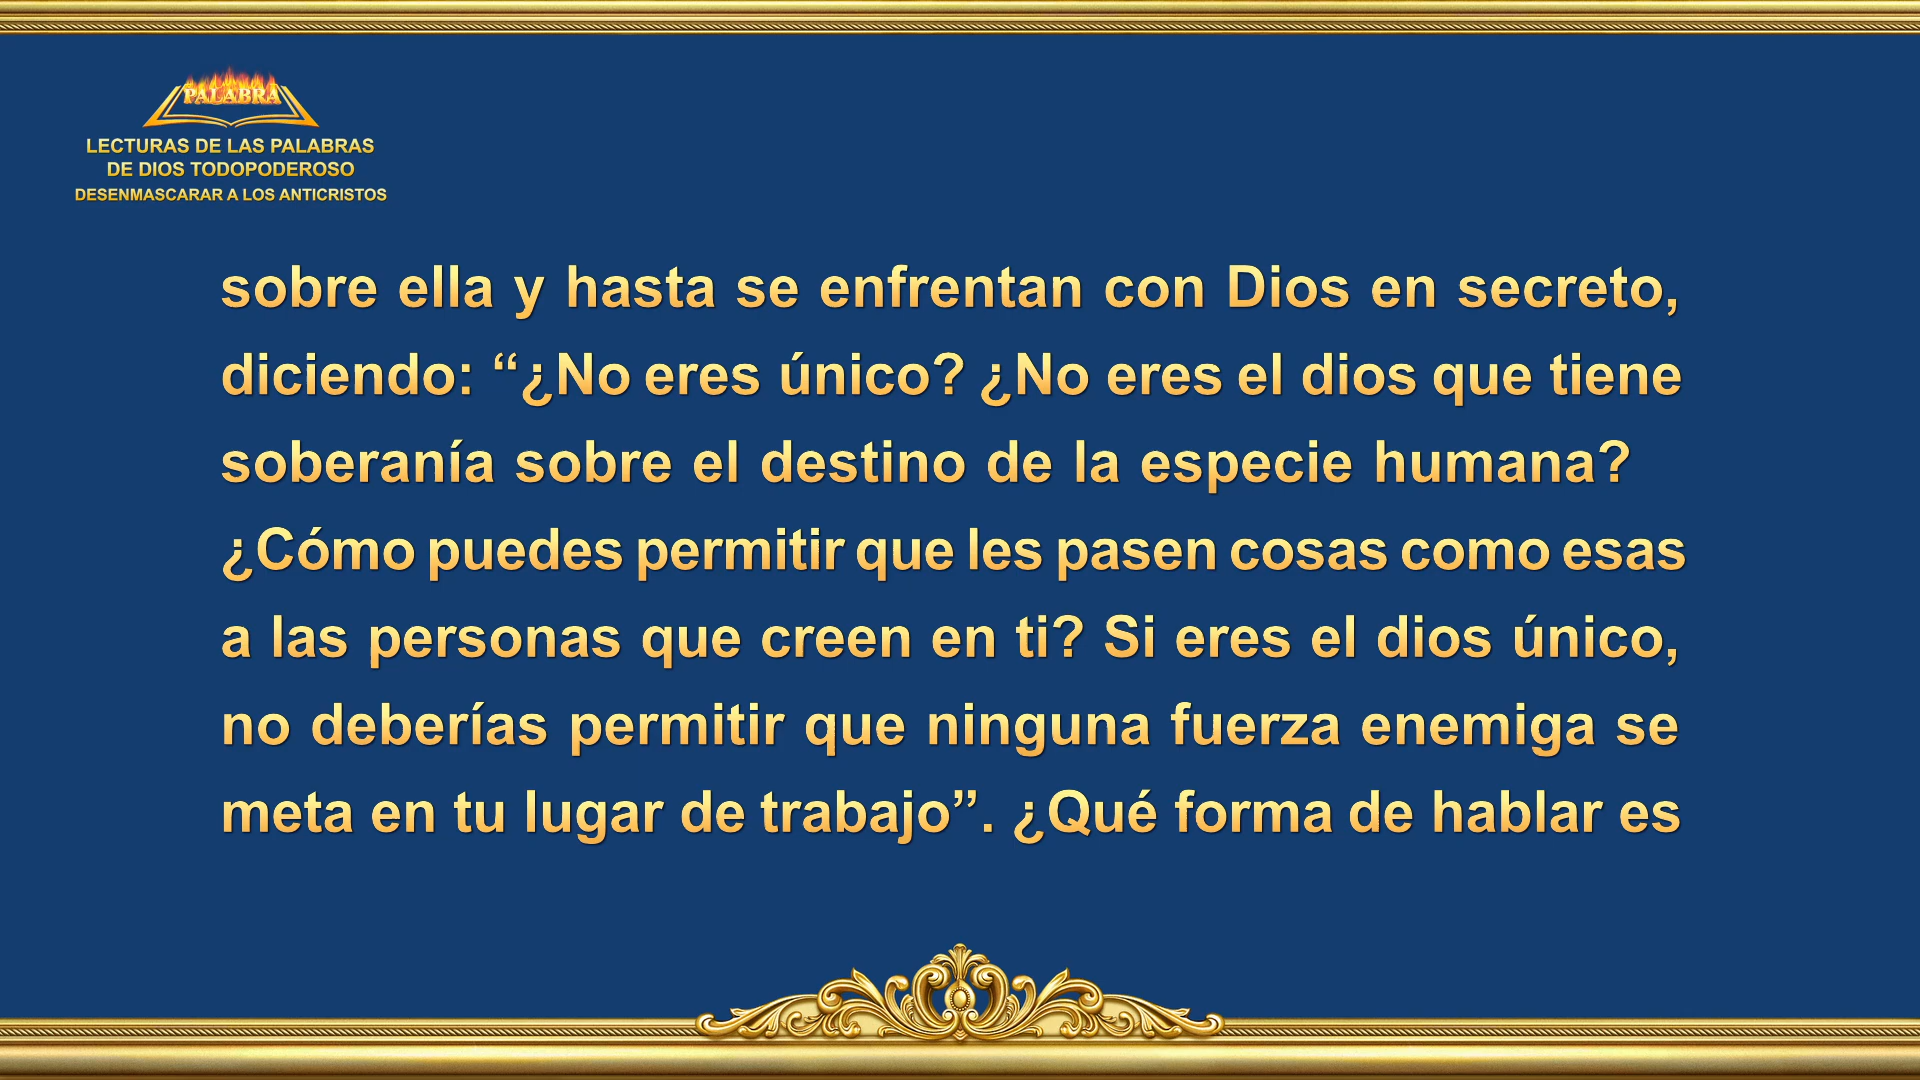 PALABRA
LECTURAS DE LAS PALABRAS
DE DIOS TODOPODEROSO
DESENMASCARAR A LOS ANTICRISTOS
sobre ella y hasta se enfrentan con Dios en secreto,
diciendo: “¿No eres único? ¿No eres el dios que tiene
soberanía sobre el destino de la especie humana?
¿Cómo puedes permitir que les pasen cosas como esas
a las personas que creen en ti? Si eres el dios único,
no deberías permitir que ninguna fuerza enemiga se
meta en tu lugar de trabajo”. ¿Qué forma de hablar es